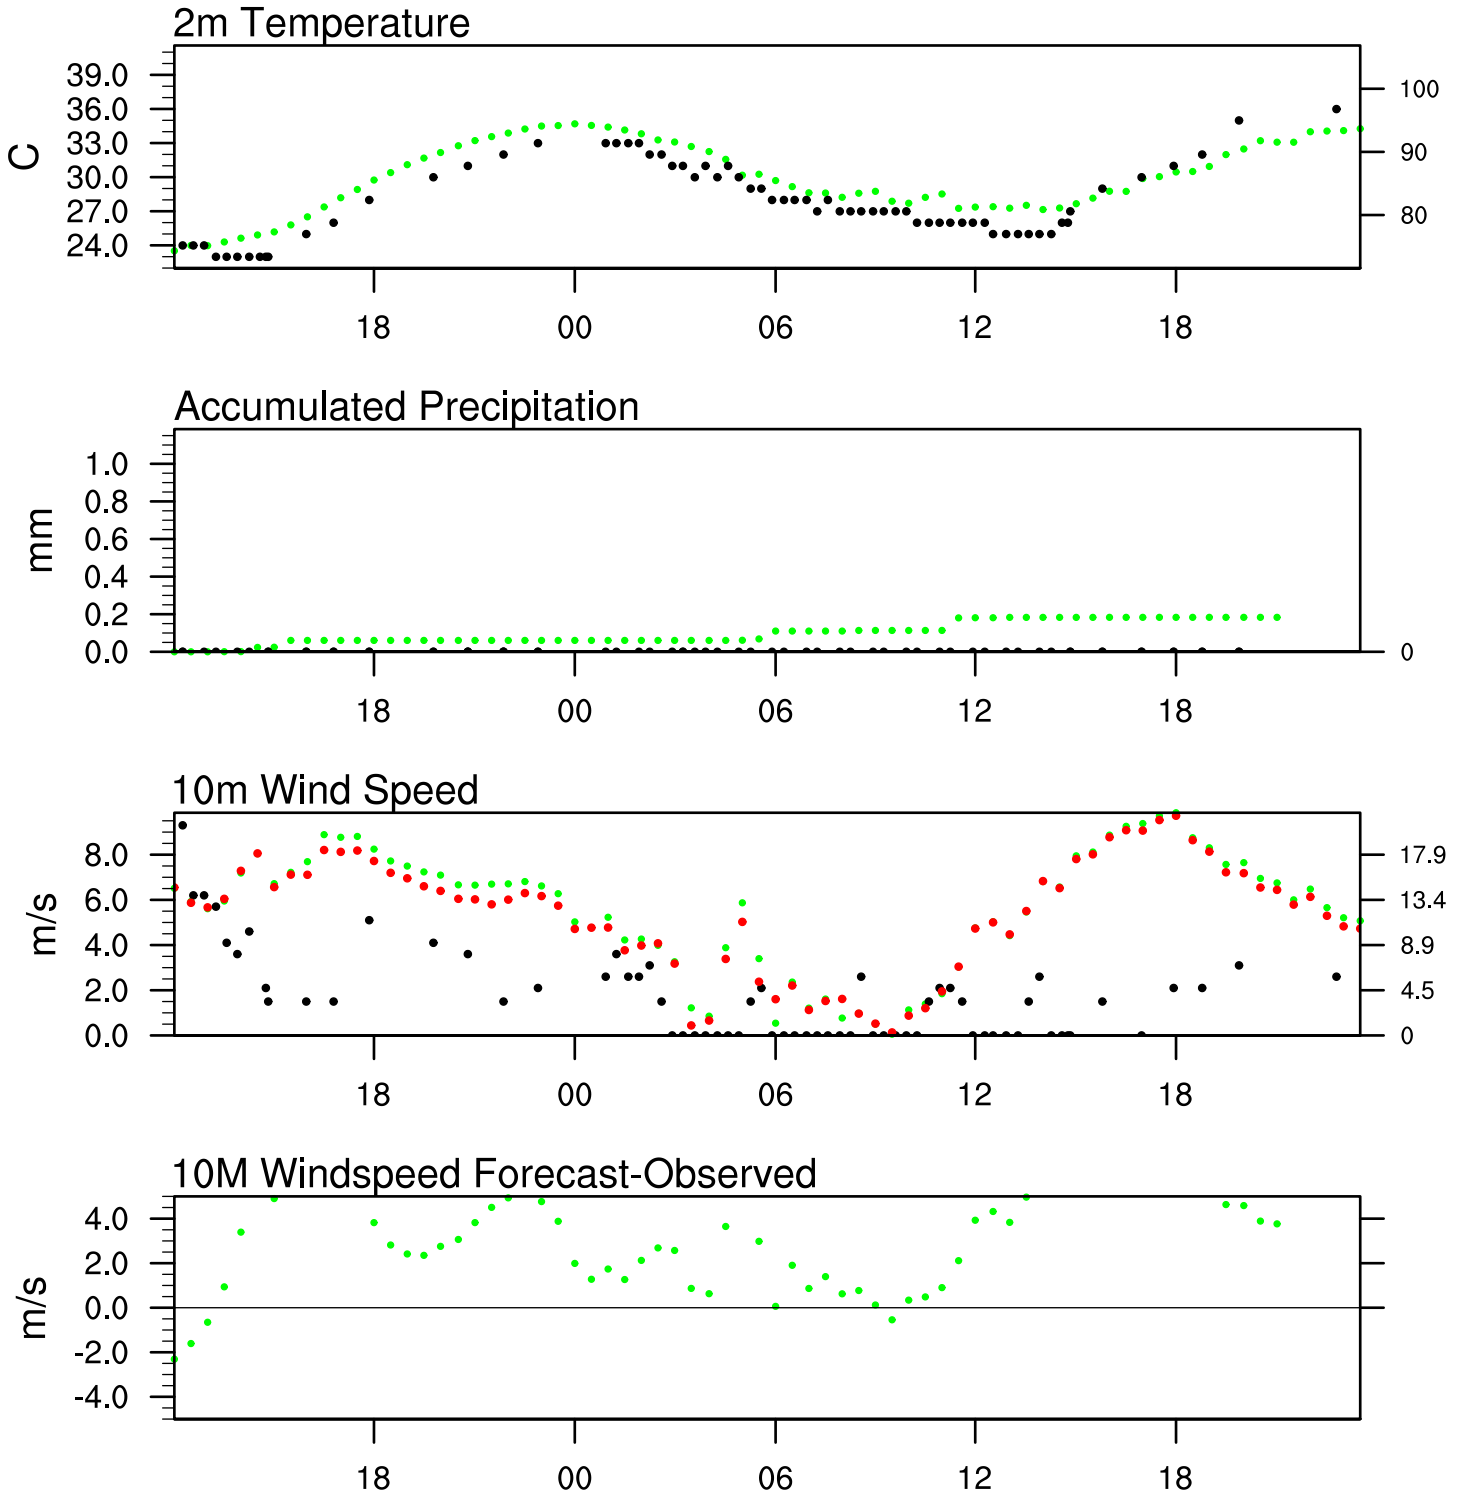 2m Temperature
39.0
36.0
33.0
30.0
27.0
24.0
C
100
90
80
18 00 06 12 18
Accumulated Precipitation
1.0
0.8
0.6
0.4
0.2
0.0
mm
0
18 00 06 12 18
10m Wind Speed
8.0
6.0
4.0
2.0
0.0
m/s
17.9
13.4
8.9
4.5
0
18 00 06 12 18
10M Windspeed Forecast-Observed
4.0
2.0
0.0
-2.0
-4.0
m/s
18 00 06 12 18